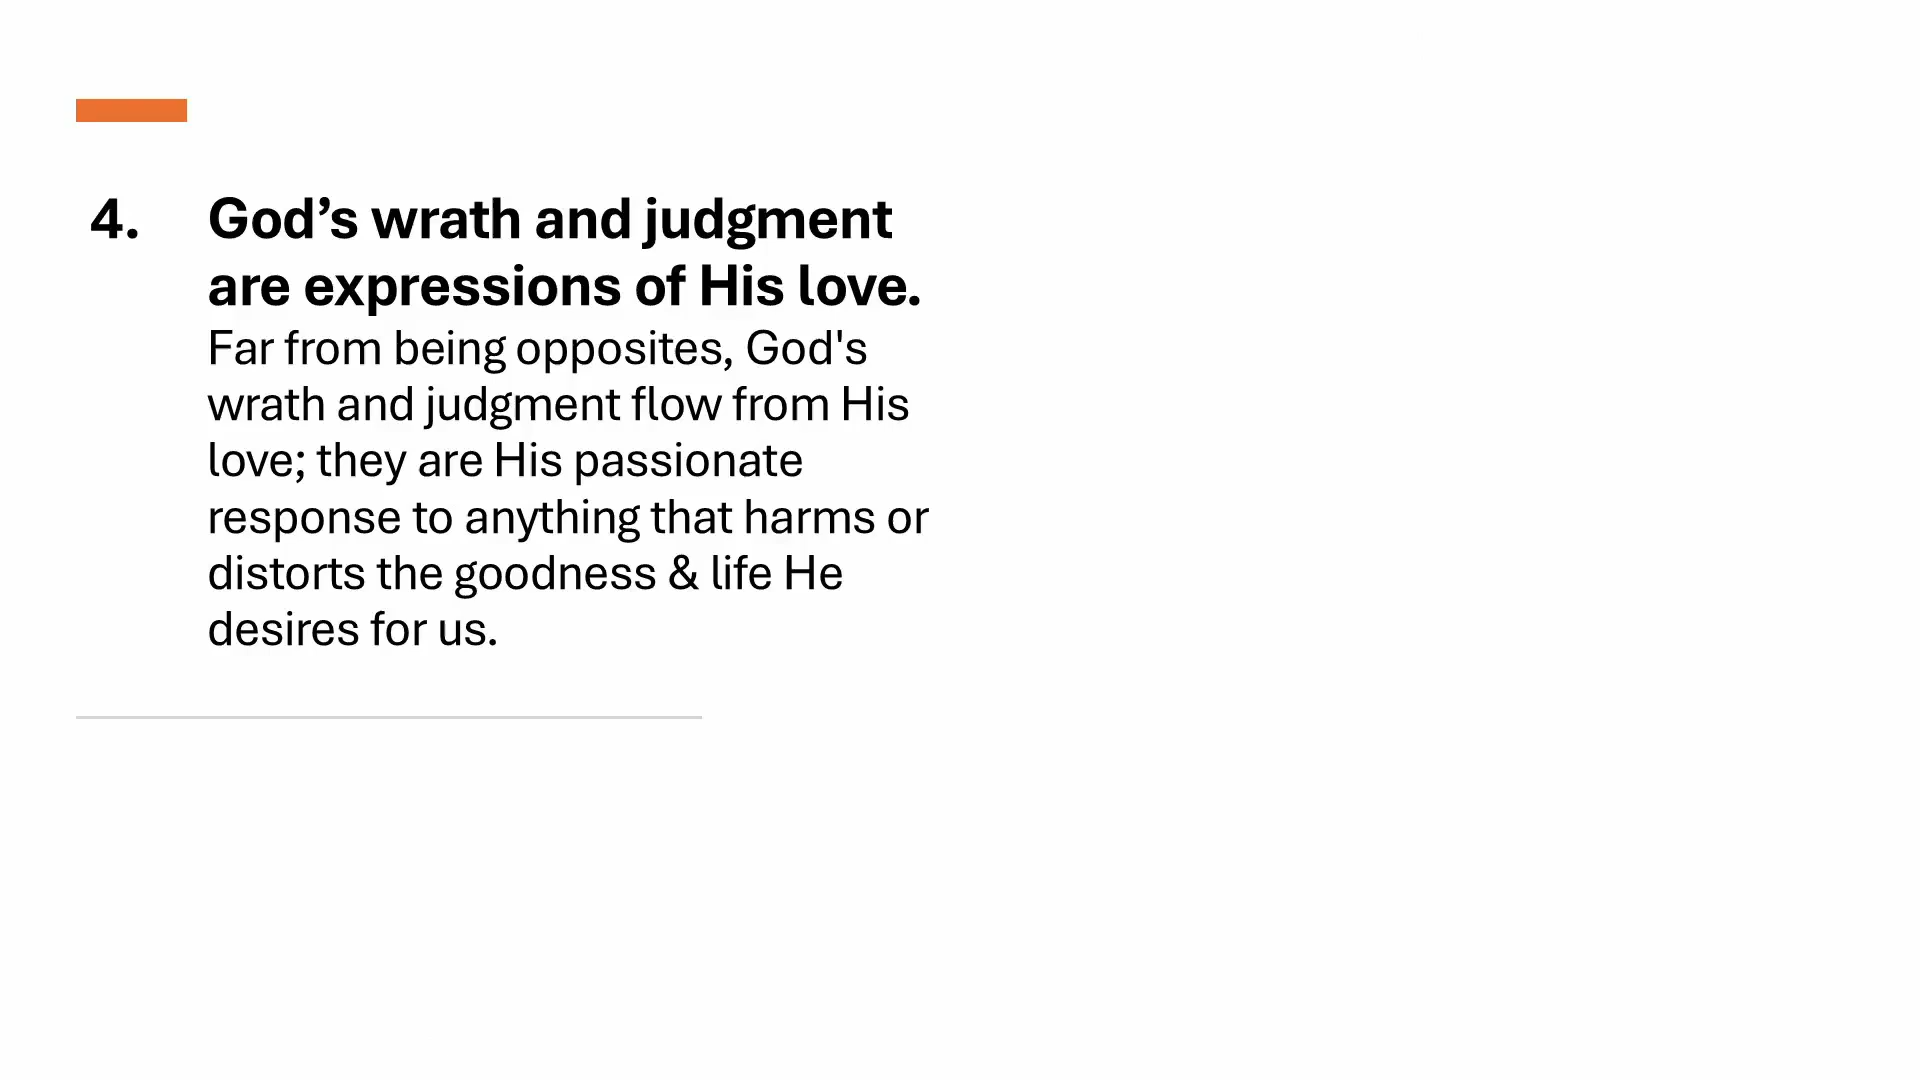 4. God’s wrath and judgment
are expressions of His love.
Far from being opposites, God's
wrath and judgment flow from His
love; they are His passionate
response to anything that harms or
distorts the goodness & life He
desires for us.